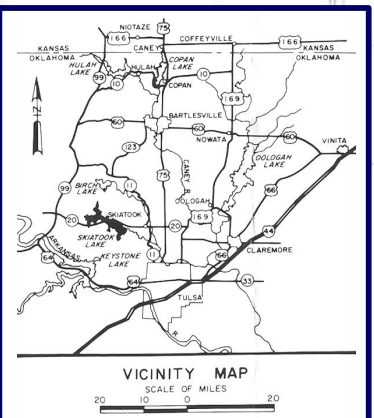 NIOTAZE
75
166
CANEY
COFFEYVILLE
166
KANSAS
OKLAHOMA
KANSAS
OKLAHOMA
HULAH
LAKE
COPAN
LAKE
99
10
HULAH
10
COPAN
169
60
BARTLESVILLE
60
NOWATA
60
VINITA
123
OOLOGAH
LAKE
CANEY R.
99
BIRCH
LAKE
11
75
OOLOGAH
66
20
SKIATOOK
20
169
SKIATOOK
LAKE
44
ARKANSAS
KEYSTONE
LAKE
11
66
CLAREMORE
64
64
33
TULSA
R
VICINITY MAP
SCALE OF MILES
20 10 0 20